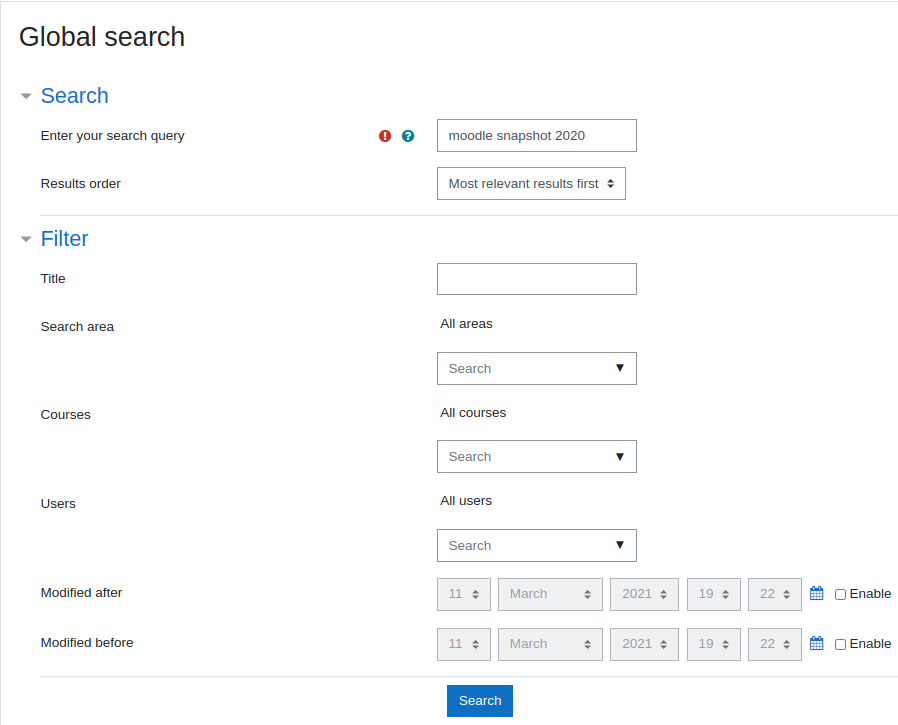 Global search
Search
Enter your search query moodle snapshot 2020
Results order Most relevant results first
Filter
Title
Search area All areas
Search
Courses All courses
Search
Users All users
Search
Modified after 11 March 2021 19 22 Enable
Modified before 11 March 2021 19 22 Enable
Search